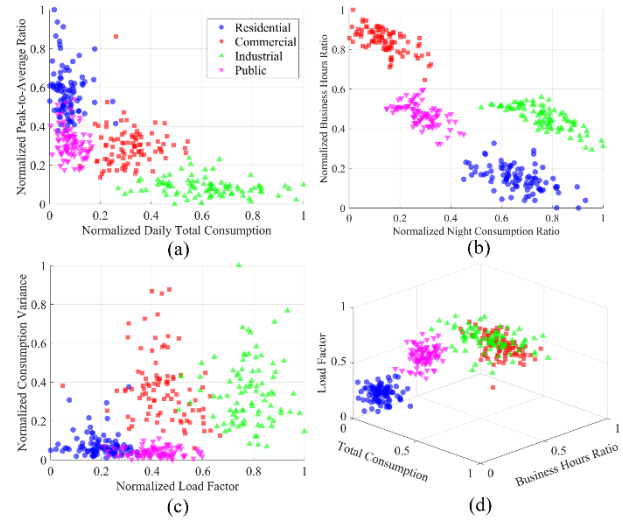 1
0.8
0.6
0.4
0.2
0
Normalized Peak-to-Average Ratio
Residential
Commercial
Industrial
Public
0 0.2 0.4 0.6 0.8 1
Normalized Daily Total Consumption
(a)
1
0.8
0.6
0.4
0.2
0
Normalized Business Hours Ratio
0 0.2 0.4 0.6 0.8 1
Normalized Night Consumption Ratio
(b)
1
0.8
0.6
0.4
0.2
0
Normalized Consumption Variance
0 0.2 0.4 0.6 0.8 1
Normalized Load Factor
(c)
1
0.5
0
Load Factor
0
0.5
1
Total Consumption
0
0.5
1
Business Hours Ratio
(d)